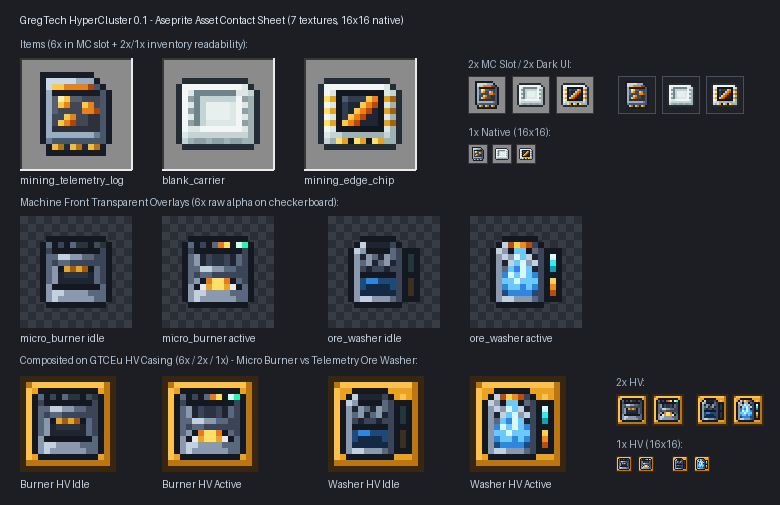 GregTech HyperCluster 0.1 - Aseprite Asset Contact Sheet (7 textures, 16x16 native)
Items (6x in MC slot + 2x/1x inventory readability):
2x MC Slot / 2x Dark UI:
1x Native (16x16):
mining_telemetry_log
blank_carrier
mining_edge_chip
Machine Front Transparent Overlays (6x raw alpha on checkerboard):
micro_burner idle
micro_burner active
ore_washer idle
ore_washer active
Composited on GTCEu HV Casing (6x / 2x / 1x) - Micro Burner vs Telemetry Ore Washer:
2x HV:
1x HV (16x16):
Burner HV Idle
Burner HV Active
Washer HV Idle
Washer HV Active